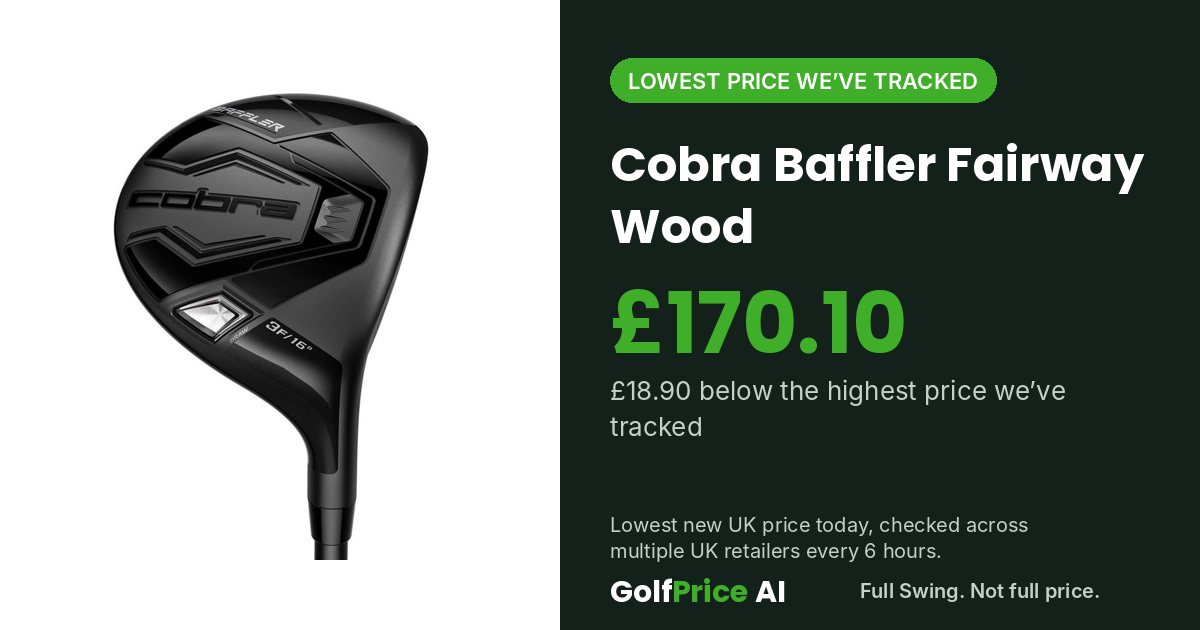 BAFFLER
cobra
DRAW
3F/16°
LOWEST PRICE WE’VE TRACKED
Cobra Baffler Fairway
Wood
£170.10
£18.90 below the highest price we’ve
tracked
Lowest new UK price today, checked across
multiple UK retailers every 6 hours.
GolfPrice AI
Full Swing. Not full price.